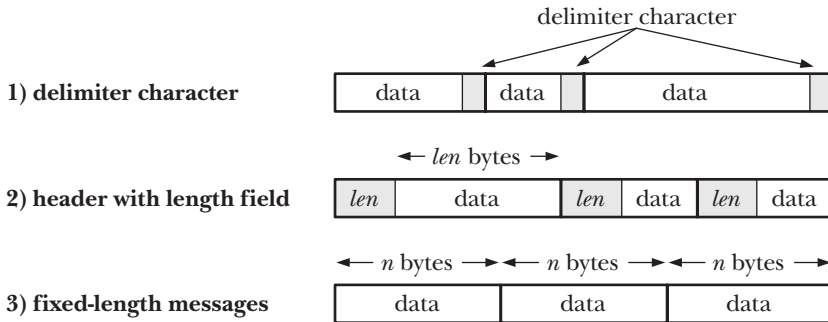 delimiter character
1) delimiter character data data data
len bytes
2) header with length field len data len data len data
n bytes n bytes n bytes
3) fixed-length messages data data data